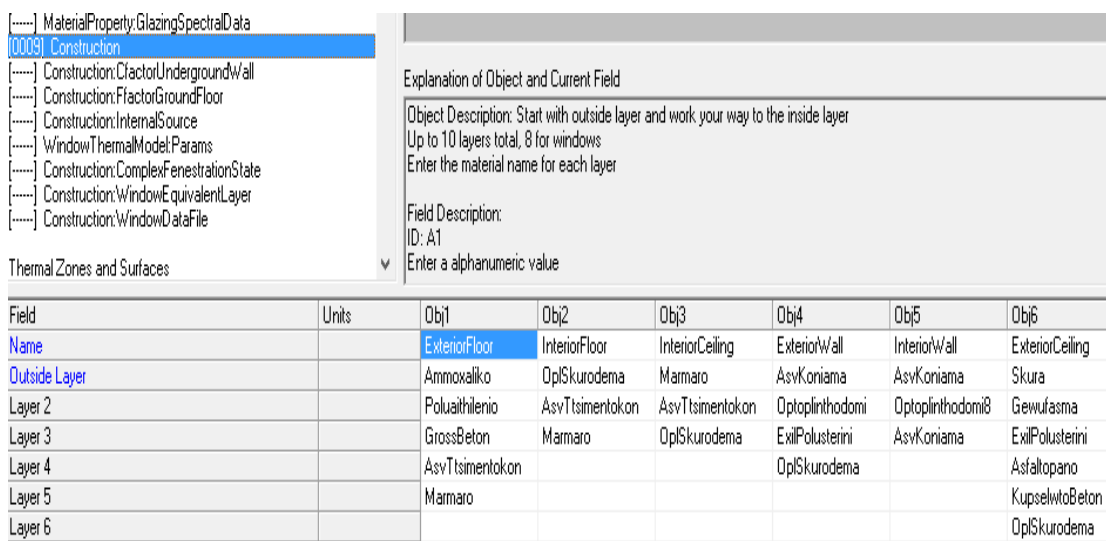 [-----] MaterialProperty:GlazingSpectralData
[0009] Construction
[-----] Construction:CfactorUndergroundWall
[-----] Construction:FfactorGroundFloor
[-----] Construction:InternalSource
[-----] WindowThermalModel:Params
[-----] Construction:ComplexFenestrationState
[-----] Construction:WindowEquivalentLayer
[-----] Construction:WindowDataFile
Thermal Zones and Surfaces
Explanation of Object and Current Field
Object Description: Start with outside layer and work your way to the inside layer
Up to 10 layers total, 8 for windows
Enter the material name for each layer
Field Description:
ID: A1
Enter a alphanumeric value
Field Units Obj1 Obj2 Obj3 Obj4 Obj5 Obj6
Name ExteriorFloor InteriorFloor InteriorCeiling ExteriorWall InteriorWall ExteriorCeiling
Outside Layer Ammoxaliko OplSkurodema Marmaro AsvKoniama AsvKoniama Skura
Layer 2 Poluaithilenio AsvTtsimentokon AsvTtsimentokon Optoplinthodomi Optoplinthodomi8 Gewufasma
Layer 3 GrossBeton Marmaro OplSkurodema ExilPolusterini AsvKoniama ExilPolusterini
Layer 4 AsvTtsimentokon OplSkurodema Asfaltopano
Layer 5 Marmaro KupselwtoBeton
Layer 6 OplSkurodema